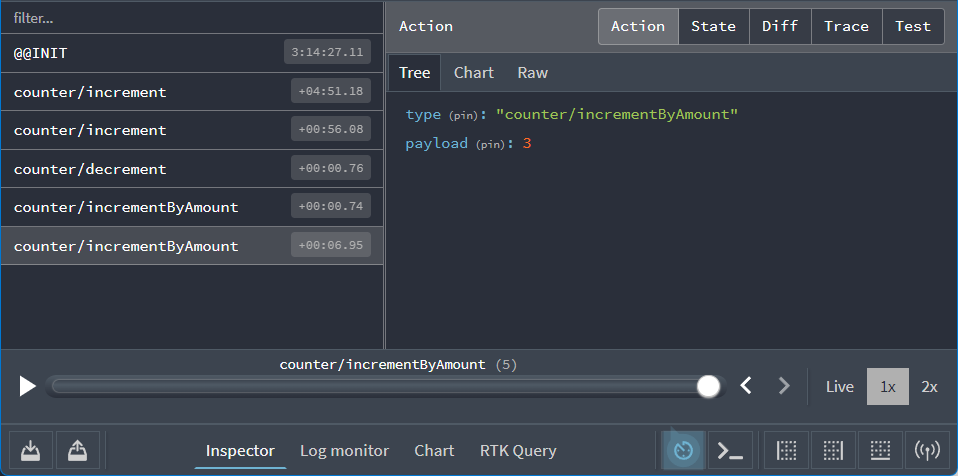 filter...
@@INIT 3:14:27.11
counter/increment +04:51.18
counter/increment +00:56.08
counter/decrement +00:00.76
counter/incrementByAmount +00:00.74
counter/incrementByAmount +00:06.95
Action Action State Diff Trace Test
Tree Chart Raw
type (pin): "counter/incrementByAmount"
payload (pin): 3
counter/incrementByAmount (5)
Live 1x 2x
Inspector Log monitor Chart RTK Query